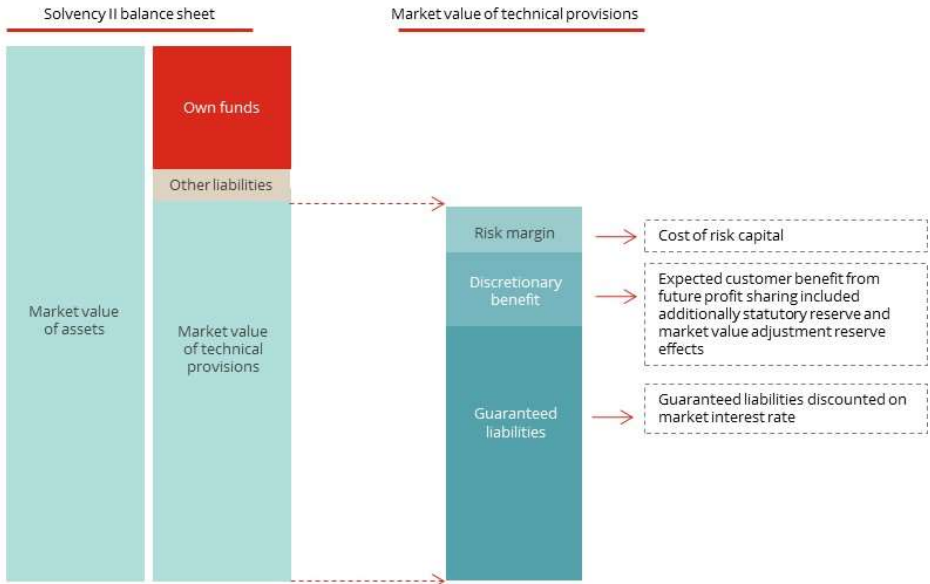 Solvency II balance sheet
Market value of technical provisions
Own funds
Other liabilities
Market value
of assets
Market value
of technical
provisions
Risk margin
Cost of risk capital
Discretionary
benefit
Expected customer benefit from
future profit sharing included
additionally statutory reserve and
market value adjustment reserve
effects
Guaranteed
liabilities
Guaranteed liabilities discounted on
market interest rate